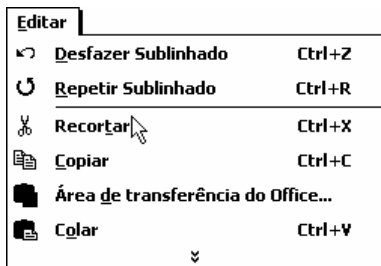 Editar
Desfazer Sublinhado Ctrl+Z
Repetir Sublinhado Ctrl+R
Recortar Ctrl+X
Copiar Ctrl+C
Área de transferência do Office...
Colar Ctrl+V